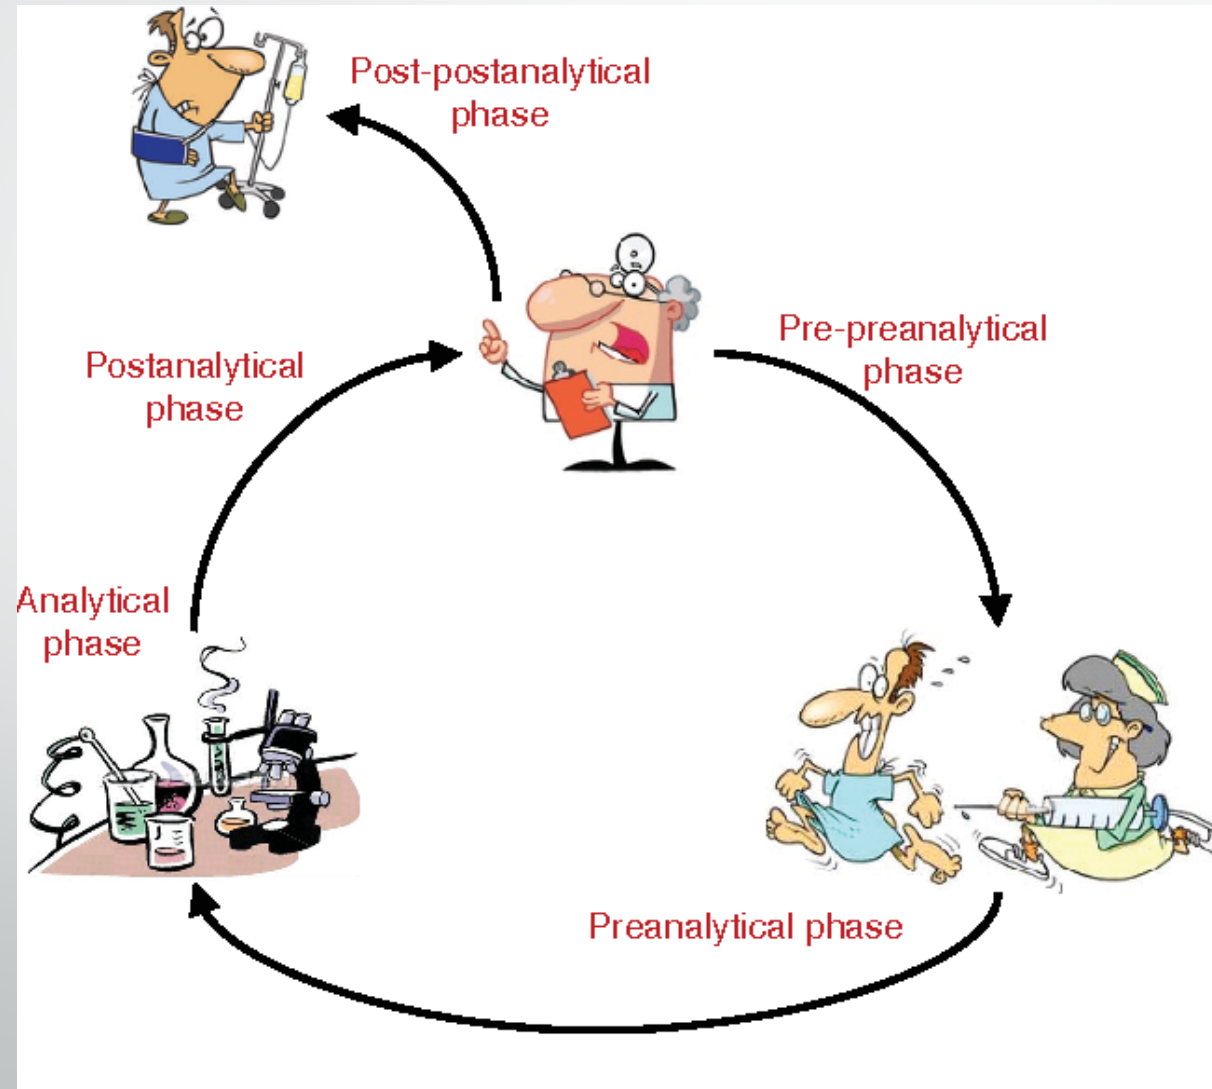 Post-postanalytical
phase
Pre-preanalytical
phase
Postanalytical
phase
Analytical
phase
Preanalytical phase